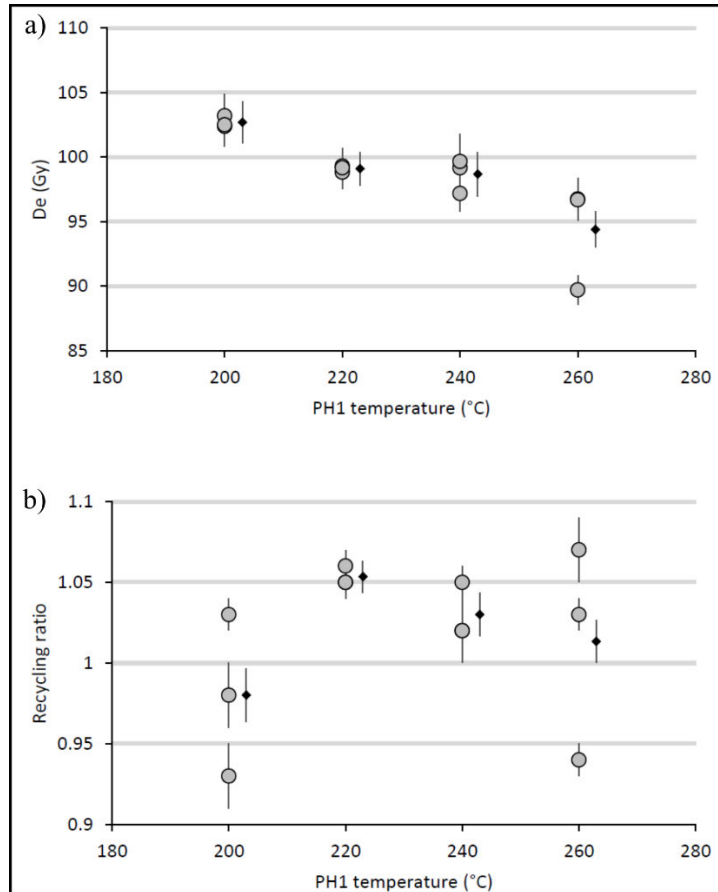 a)
110
105
100
95
90
85
De (Gy)
180 200 220 240 260 280
PH1 temperature (°C)
b)
1.1
1.05
1
0.95
0.9
Recycling ratio
180 200 220 240 260 280
PH1 temperature (°C)